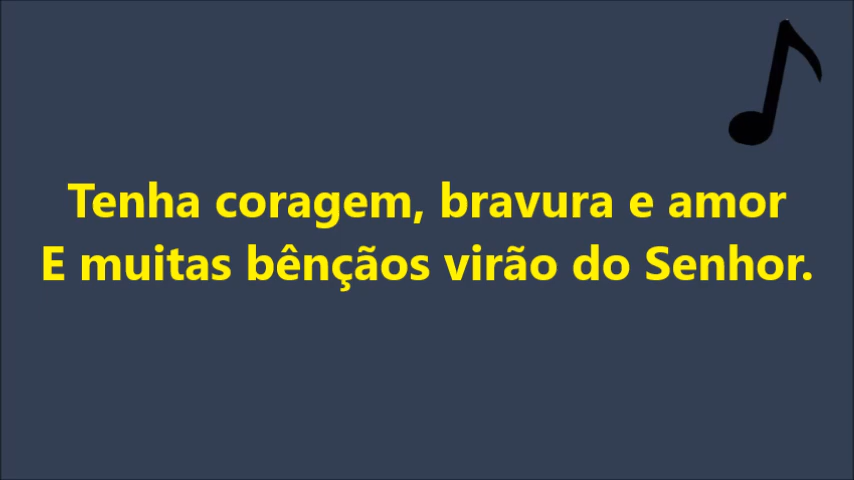 Tenha coragem, bravura e amor
E muitas bênçãos virão do Senhor.